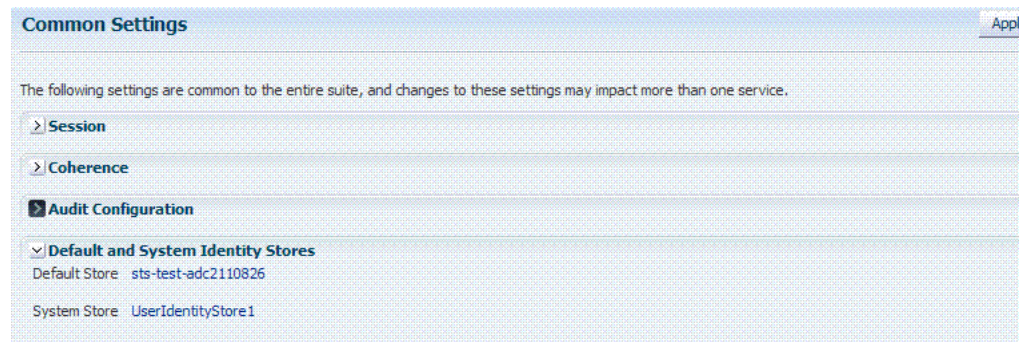 Common Settings
Appl
The following settings are common to the entire suite, and changes to these settings may impact more than one service.
Session
Coherence
Audit Configuration
Default and System Identity Stores
Default Store sts-test-adc2110826
System Store UserIdentityStore1